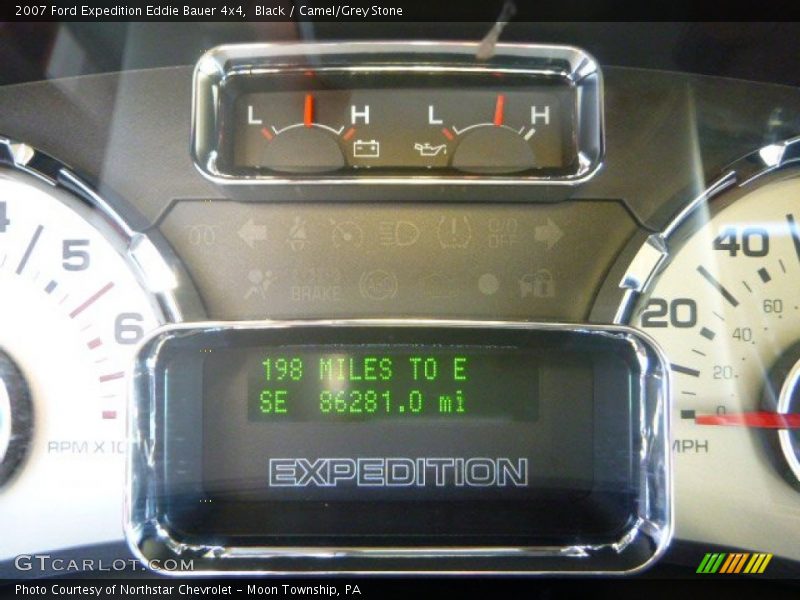 2007 Ford Expedition Eddie Bauer 4x4, Black / Camel/Grey Stone
L H L H
4 5 6
RPM X 10
BRAKE
40
20
60
40
20
0
MPH
198 MILES TO E
SE 86281.0 mi
EXPEDITION
GTCARLOT.COM
Photo Courtesy of Northstar Chevrolet - Moon Township, PA